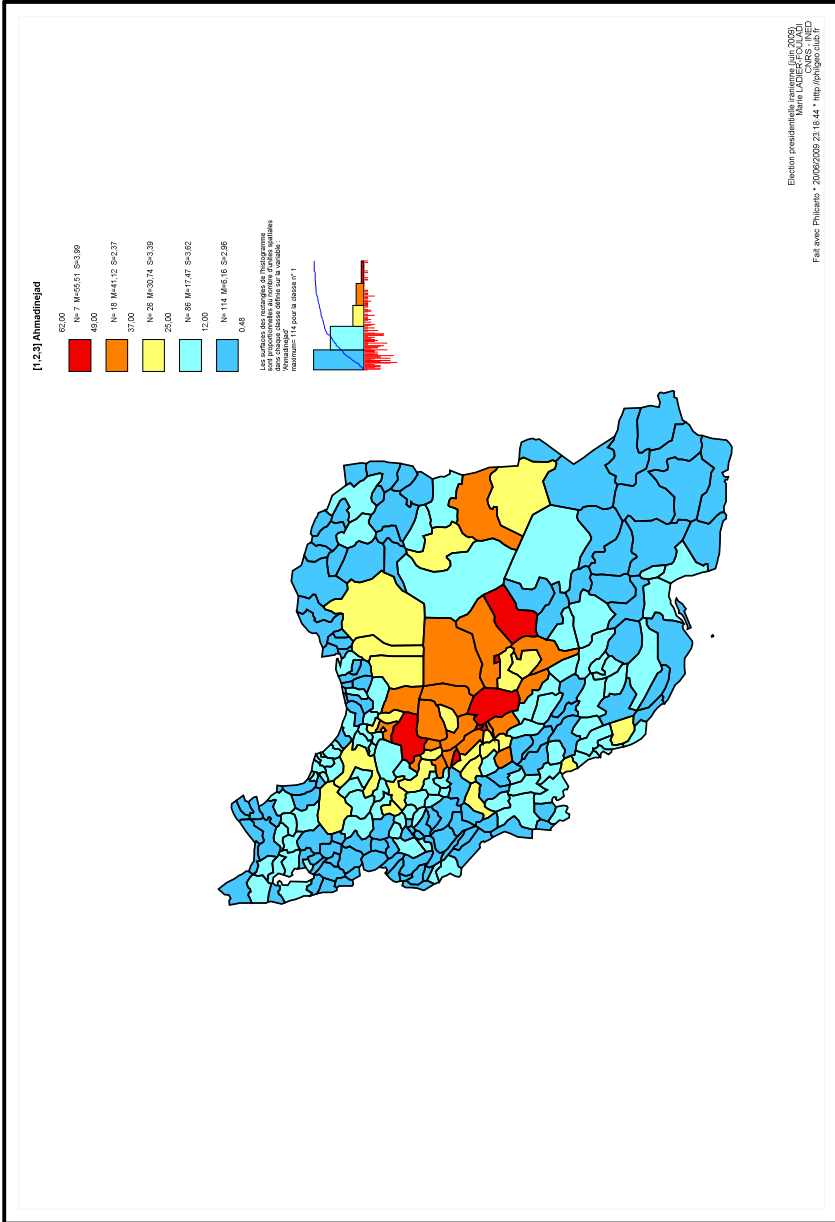 [1,2,3] Ahmadinejad
62,00
N= 7 M=55,51 S=3,99
49,00
N= 18 M=41,12 S=2,37
37,00
N= 26 M=30,74 S=3,39
25,00
N= 86 M=17,47 S=3,62
12,00
N= 114 M=6,16 S=2,96
0,48
Les surfaces des rectangles de l'histogramme
sont proportionnelles au nombre d'unités spatiales
dans chaque classe définie sur la variable :
'Ahmadinejad'
maximum= 114 pour la classe n° 1
Election presidentielle iranienne (juin 2009)
Marie LADIER-FOULADI
CNRS - INED
Fait avec Philcarto * 20/06/2009 23:18:44 * http://philgeo.club.fr